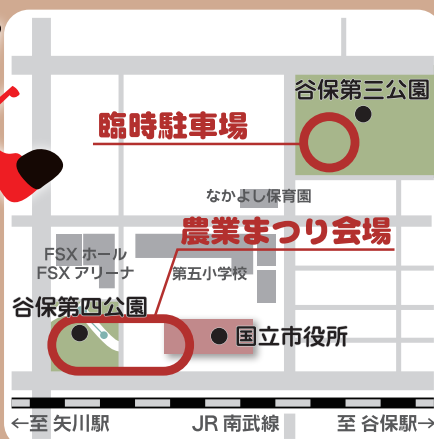 谷保第三公園
臨時駐車場
なかよし保育園
農業まつり会場
FSX ホール
FSX アリーナ
第五小学校
谷保第四公園
国立市役所
←至 矢川駅
JR 南武線
至 谷保駅→